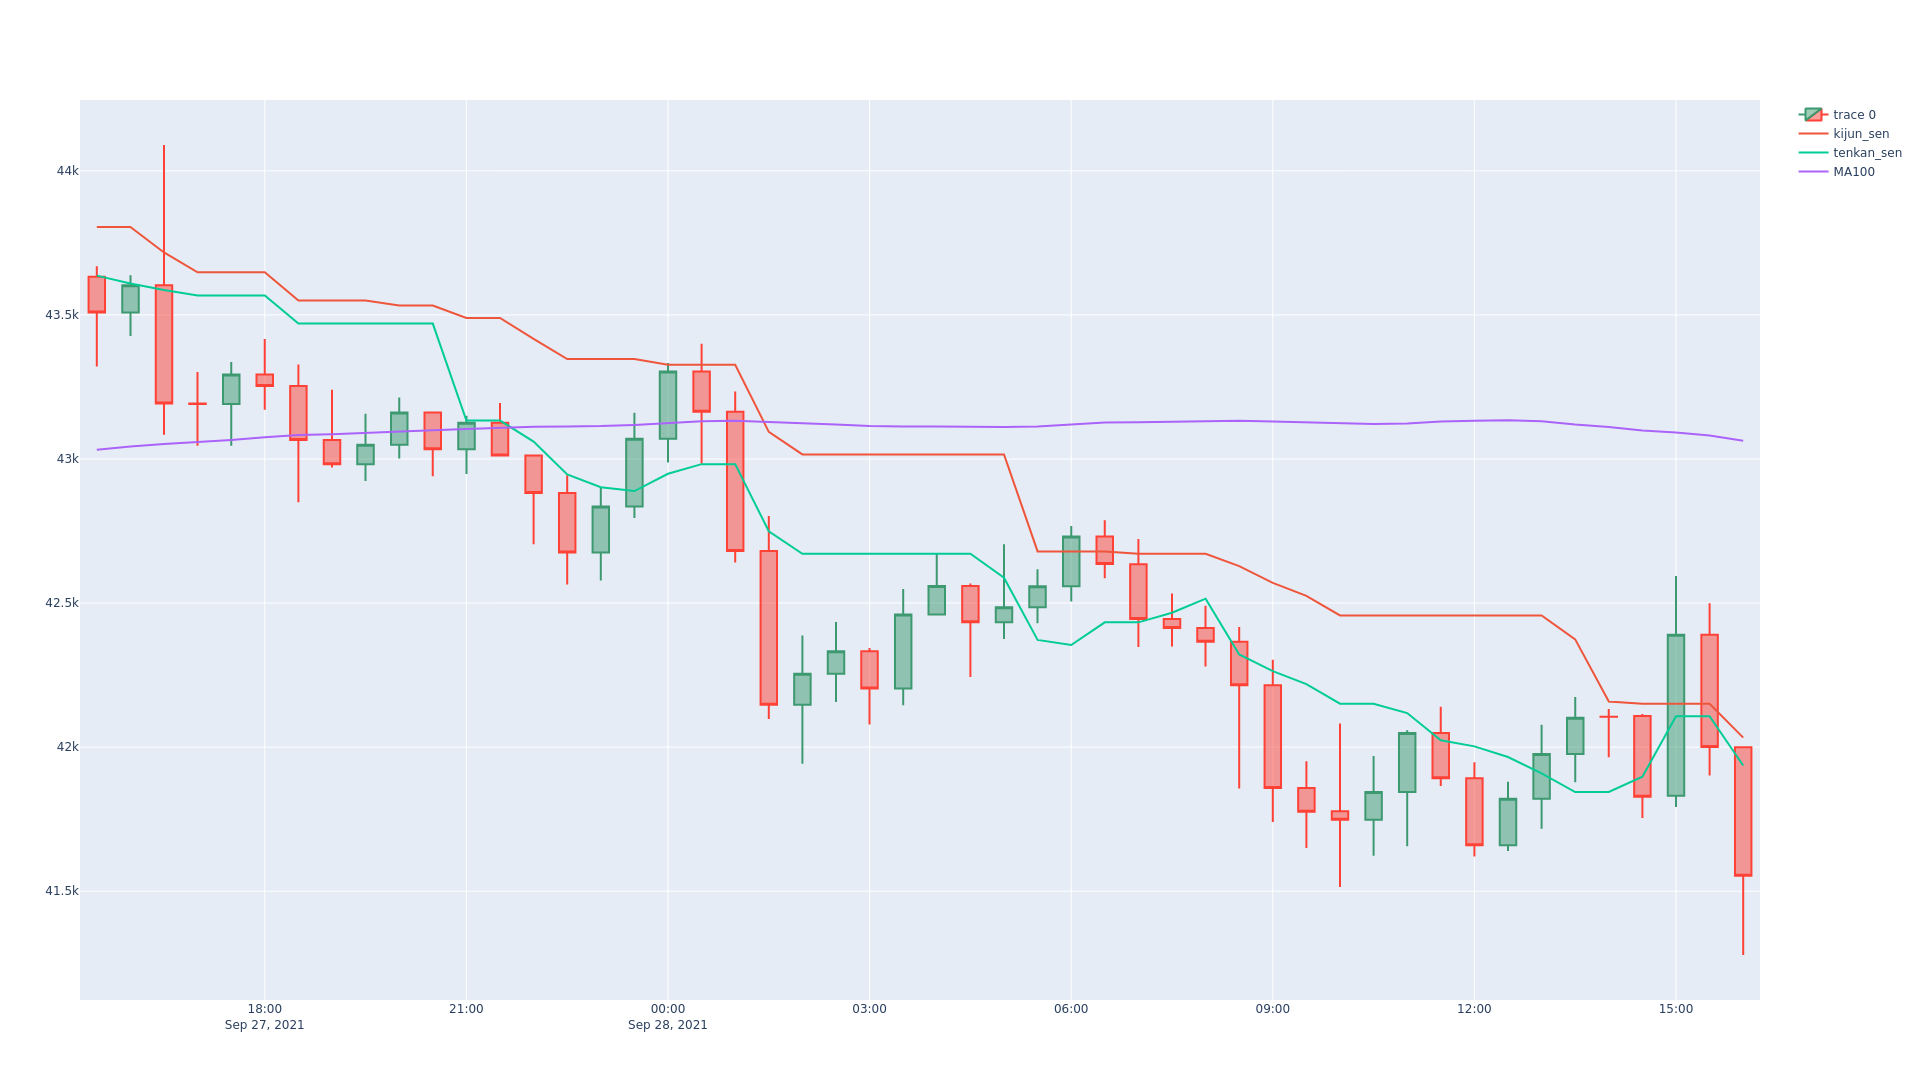 trace 0
kijun_sen
tenkan_sen
MA100
44k
43.5k
43k
42.5k
42k
41.5k
18:00 21:00 00:00 03:00 06:00 09:00 12:00 15:00
Sep 27, 2021 Sep 28, 2021